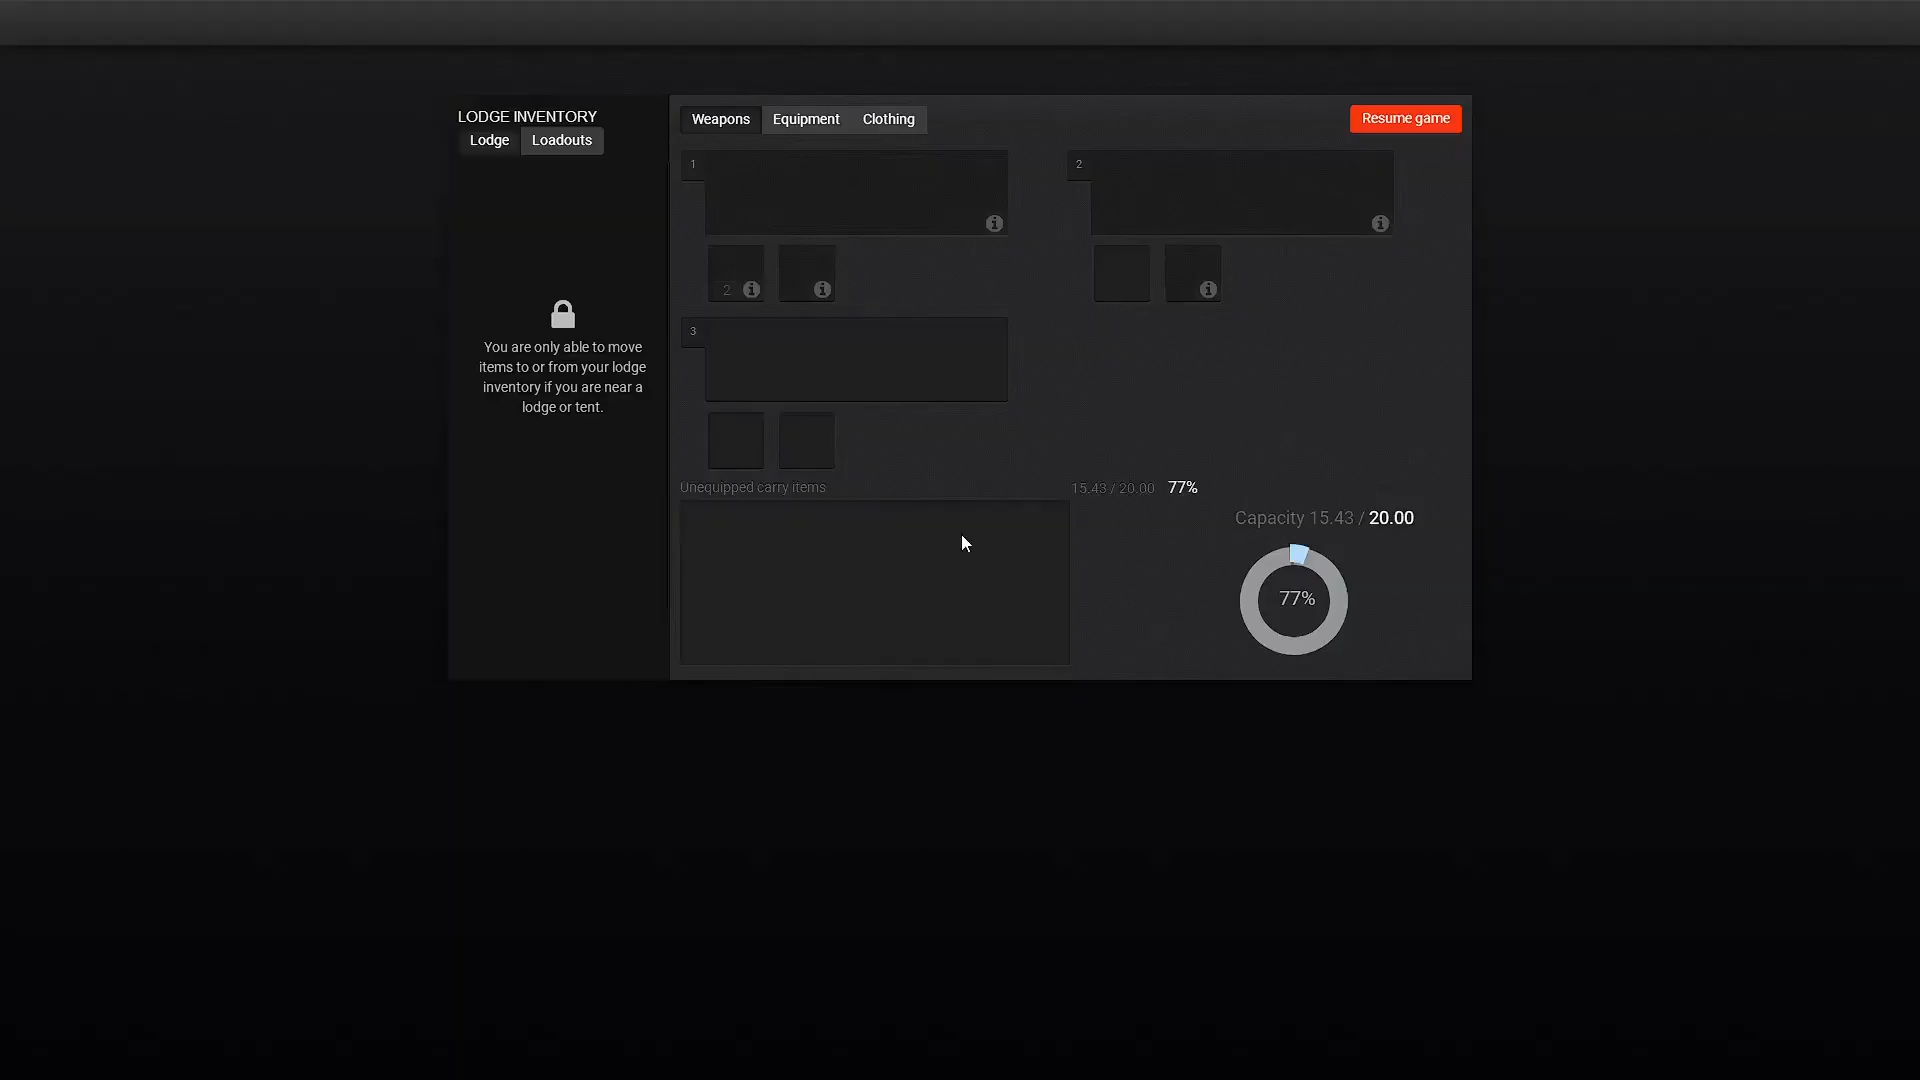 LODGE INVENTORY
Lodge Loadouts
Weapons Equipment Clothing
Resume game
1
2
2
3
You are only able to move
items to or from your lodge
inventory if you are near a
lodge or tent.
Unequipped carry items
15.43 / 20.00 77%
Capacity 15.43 / 20.00
77%